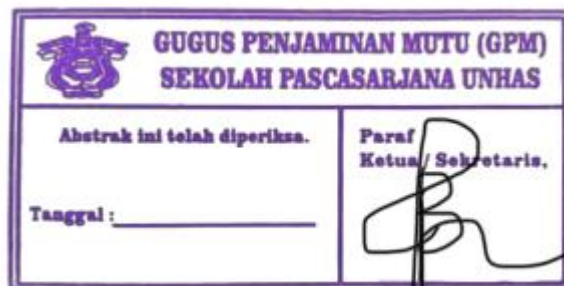 GUGUS PENJAMINAN MUTU (GPM)
SEKOLAH PASCASARJANA UNHAS
Abstrak ini telah diperiksa.
Tanggal :
Paraf
Ketua / Sekretaris,